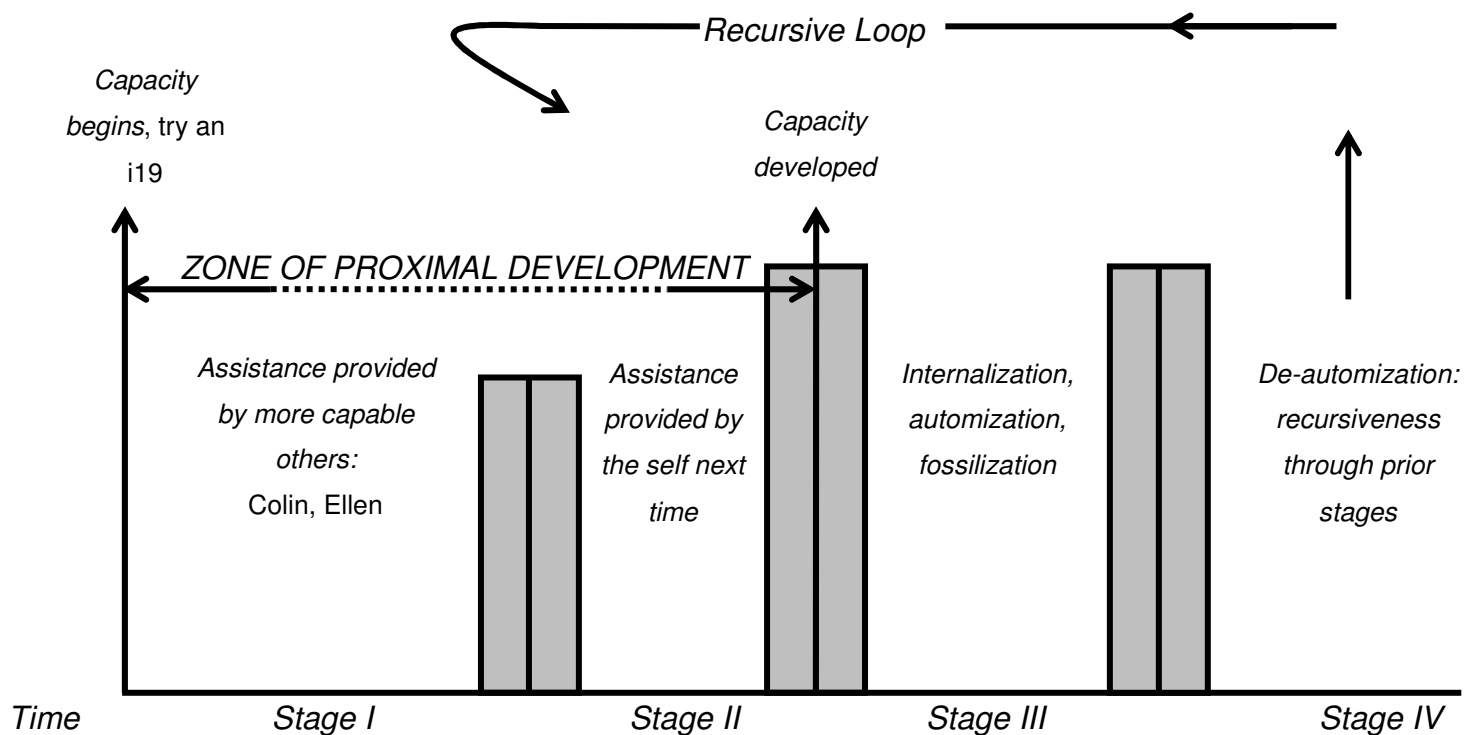 Recursive Loop
Capacity
begins, try an
i19
Capacity
developed
ZONE OF PROXIMAL DEVELOPMENT
Assistance provided
by more capable
others:
Colin, Ellen
Assistance
provided by
the self next
time
Internalization,
automization,
fossilization
De-automization:
recursiveness
through prior
stages
Time
Stage I
Stage II
Stage III
Stage IV